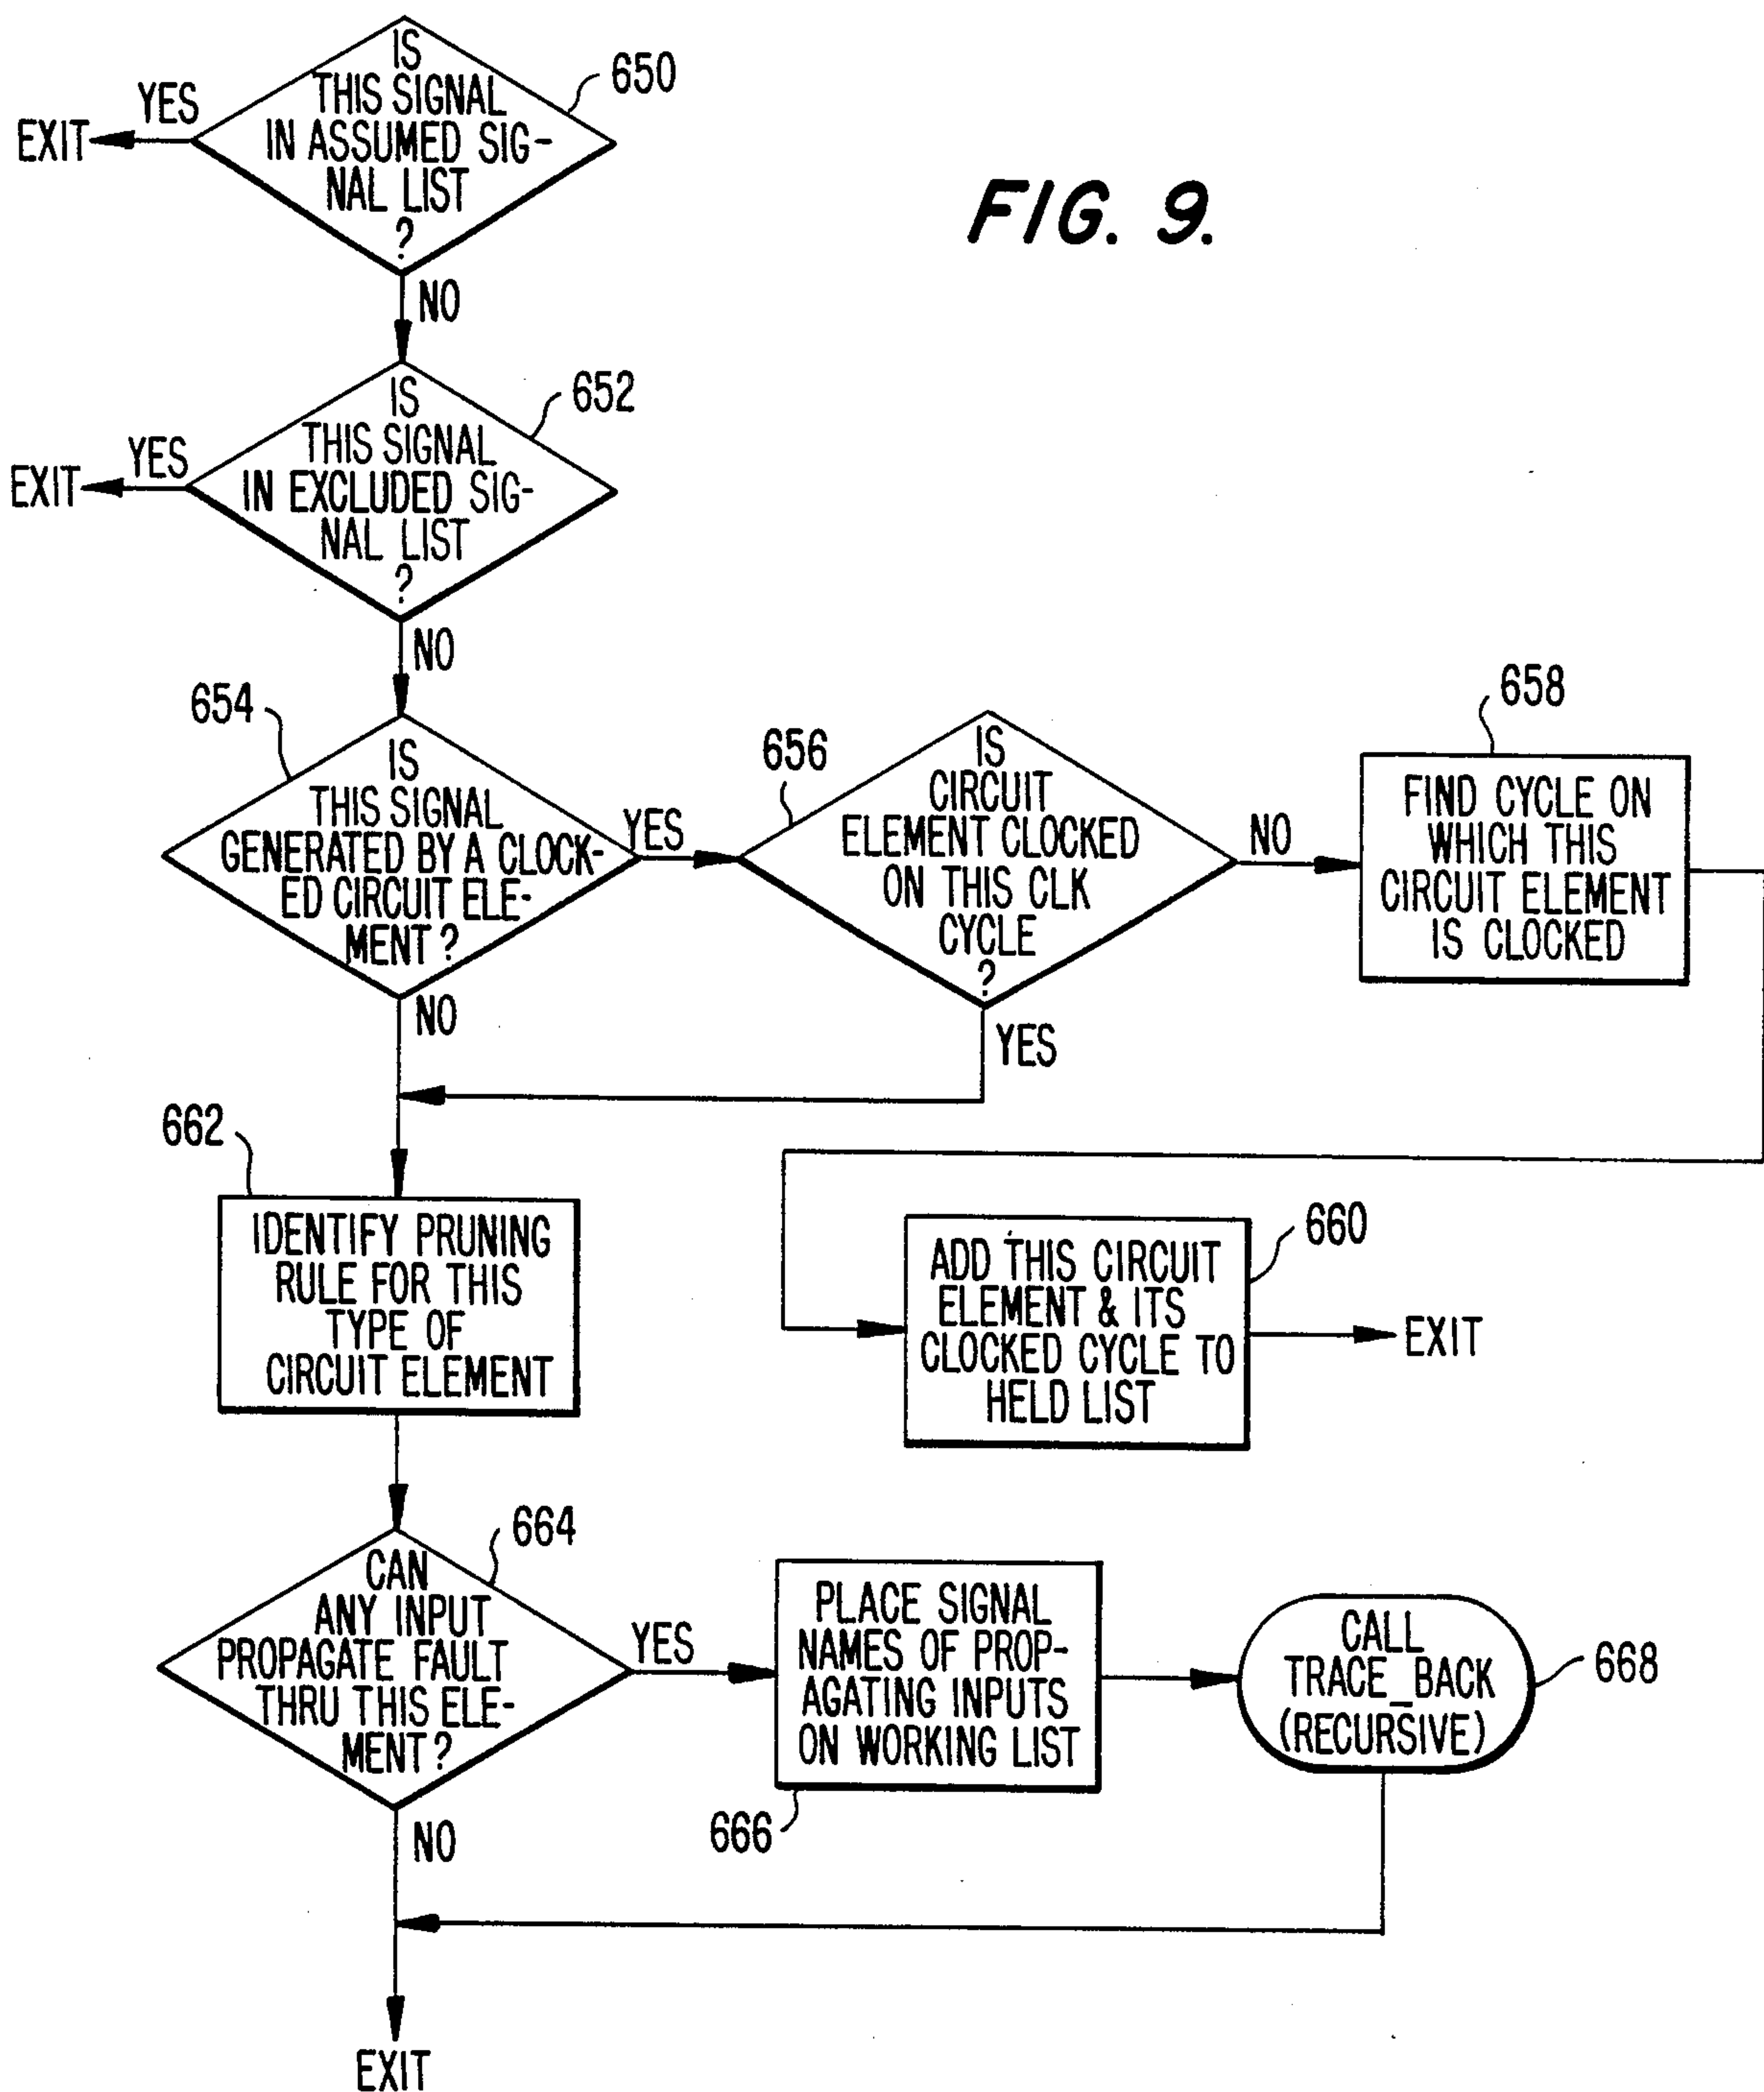 IS
THIS SIGNAL
IN ASSUMED SIG-
NAL LIST
?
650
YES
EXIT
NO
FIG. 9.
IS
THIS SIGNAL
IN EXCLUDED SIG-
NAL LIST
?
652
YES
EXIT
NO
654
IS
THIS SIGNAL
GENERATED BY A CLOCK-
ED CIRCUIT ELE-
MENT?
YES
NO
656
IS
CIRCUIT
ELEMENT CLOCKED
ON THIS CLK
CYCLE
?
NO
YES
658
FIND CYCLE ON
WHICH THIS
CIRCUIT ELEMENT
IS CLOCKED
660
ADD THIS CIRCUIT
ELEMENT & ITS
CLOCKED CYCLE TO
HELD LIST
EXIT
662
IDENTIFY PRUNING
RULE FOR THIS
TYPE OF
CIRCUIT ELEMENT
664
CAN
ANY INPUT
PROPAGATE FAULT
THRU THIS ELE-
MENT?
YES
NO
PLACE SIGNAL
NAMES OF PROP-
AGATING INPUTS
ON WORKING LIST
666
CALL
TRACE_BACK
(RECURSIVE)
668
EXIT